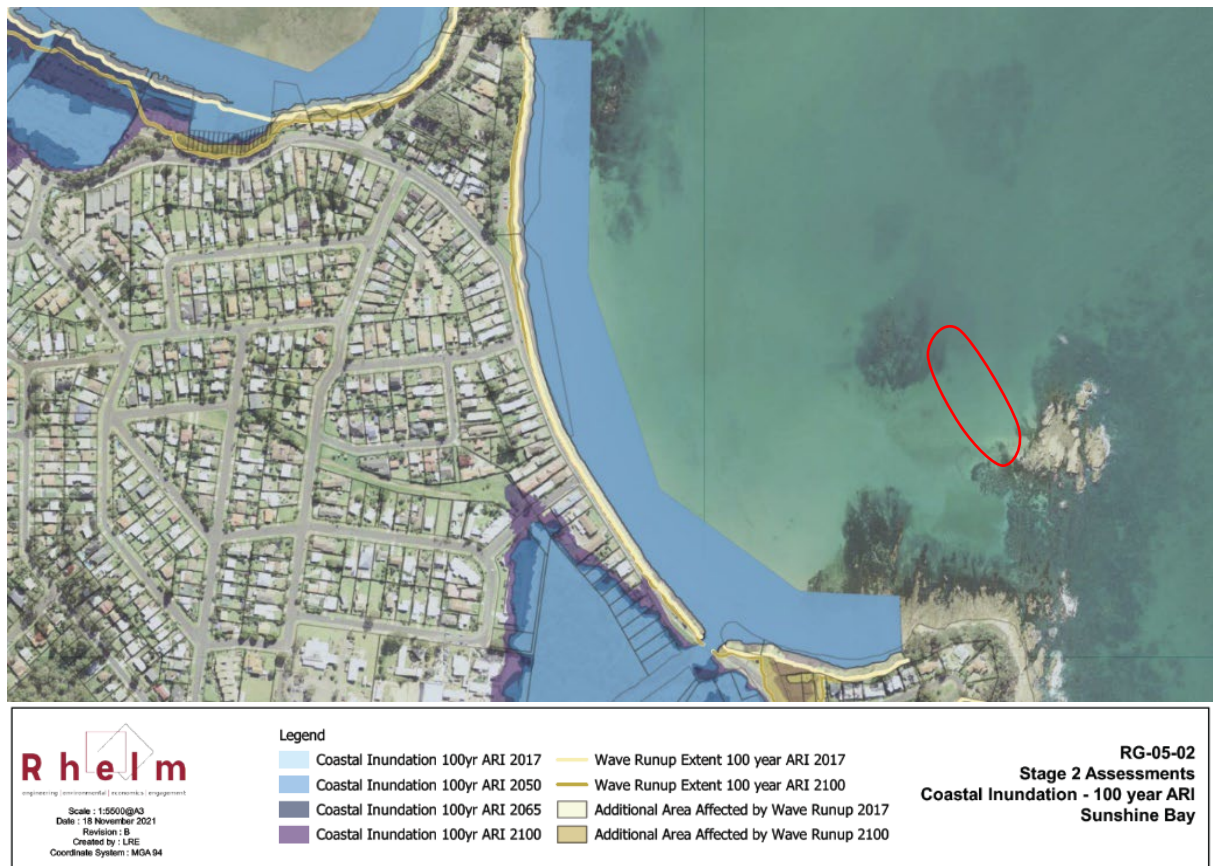 Rhelm
engineering | environmental | economics | engagement
Scale : 1:5500@A3
Date : 18 November 2021
Revision : B
Created by : LRE
Coordinate System : MGA 94
Legend
Coastal Inundation 100yr ARI 2017
Coastal Inundation 100yr ARI 2050
Coastal Inundation 100yr ARI 2065
Coastal Inundation 100yr ARI 2100
Wave Runup Extent 100 year ARI 2017
Wave Runup Extent 100 year ARI 2100
Additional Area Affected by Wave Runup 2017
Additional Area Affected by Wave Runup 2100
RG-05-02
Stage 2 Assessments
Coastal Inundation - 100 year ARI
Sunshine Bay